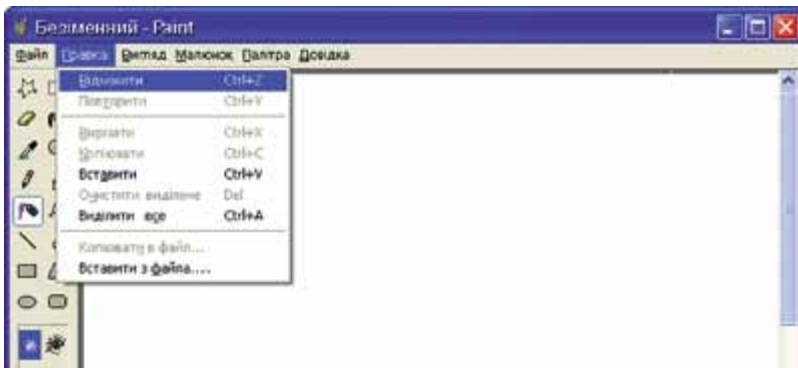 Безіменний - Paint
Файл Правка Вигляд Малюнок Палітра Довідка
Відмінити Ctrl+Z
Повторити Ctrl+Y
Вирізати Ctrl+X
Копіювати Ctrl+C
Вставити Ctrl+V
Очистити виділене Del
Виділити все Ctrl+A
Копіювати в файл...
Вставити з файла....